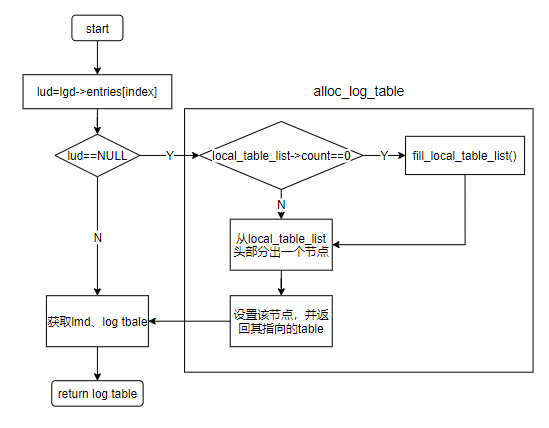 start
lud=lgd->entries[index]
alloc_log_table
lud==NULL
Y
local_table_list->count==0
Y
fill_local_table_list()
N
N
从local_table_list
头部分出一个节点
获取lmd、log tbale
设置该节点，并返
回其指向的table
return log table